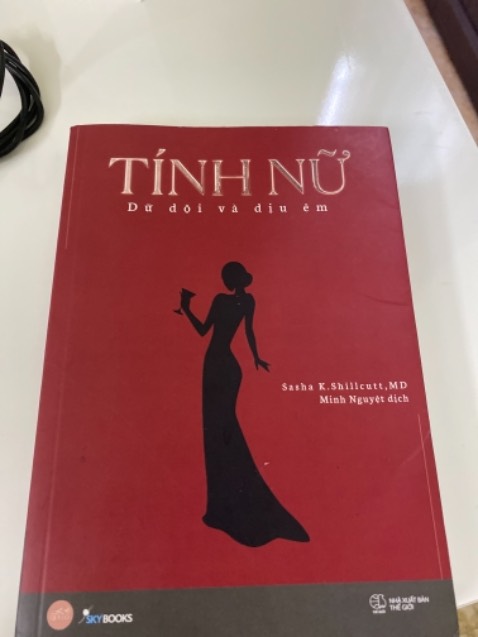 TÍNH NỮ
Dữ dội và dịu êm
Sasha K.Shillcutt,MD
Minh Nguyệt dịch
SKYBOOKS
NHÀ XUẤT BẢN
THẾ GIỚI